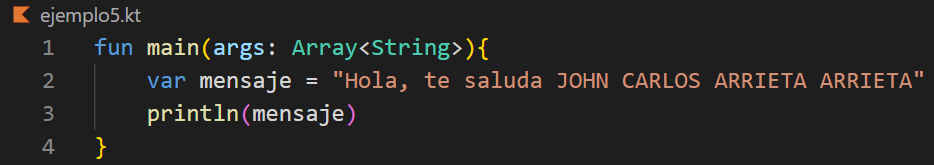 ejemplo5.kt
1 fun main(args: Array<String>){
2 var mensaje = "Hola, te saluda JOHN CARLOS ARRIETA ARRIETA"
3 println(mensaje)
4 }